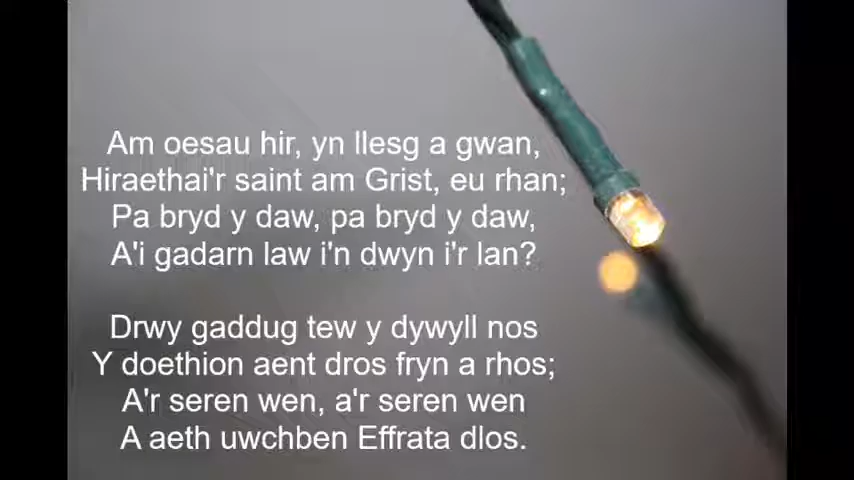 Am oesau hir, yn llesg a gwan,
Hiraethai'r saint am Grist, eu rhan;
Pa bryd y daw, pa bryd y daw,
A'i gadarn law i'n dwyn i'r lan?
Drwy gaddug tew y dywyll nos
Y doethion aent dros fryn a rhos;
A'r seren wen, a'r seren wen
A aeth uwchben Effrata dlos.